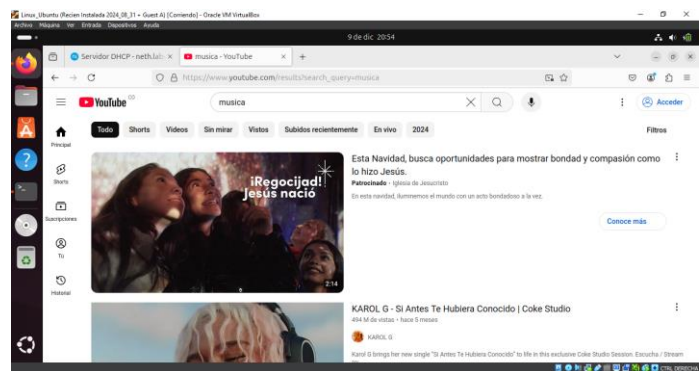 Linux_Ubuntu (Recien Instalada 2024_08_31 + Guest A) [Corriendo] - Oracle VM VirtualBox
Archivo Máquina Ver Entrada Dispositivos Ayuda
9 de dic 20:54
Servidor DHCP - neth.lab
musica - YouTube
https://www.youtube.com/results?search_query=musica
YouTube
musica
Acceder
Todo Shorts Videos Sin mirar Vistos Subidos recientemente En vivo 2024 Filtros
Principal
Shorts
Suscripciones
Tú
Historial
¡Regocijad!
Jesús nació
2:14
Esta Navidad, busca oportunidades para mostrar bondad y compasión como
lo hizo Jesús.
Patrocinado · Iglesia de Jesucristo
En esta navidad, iluminemos el mundo con un acto bondadoso a la vez.
Conoce más
KAROL G - Si Antes Te Hubiera Conocido | Coke Studio
494 M de vistas • hace 5 meses
KAROL G
Karol G brings her new single "Si Antes Te Hubiera Conocido" to life in this exclusive Coke Studio Session. Escucha / Stream
CTRL DERECHA